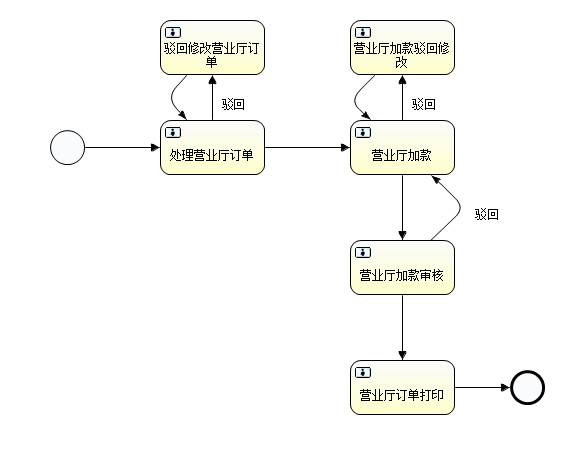 驳回修改营业厅订
单
营业厅加款驳回修
改
驳回
驳回
处理营业厅订单
营业厅加款
驳回
营业厅加款审核
营业厅订单打印